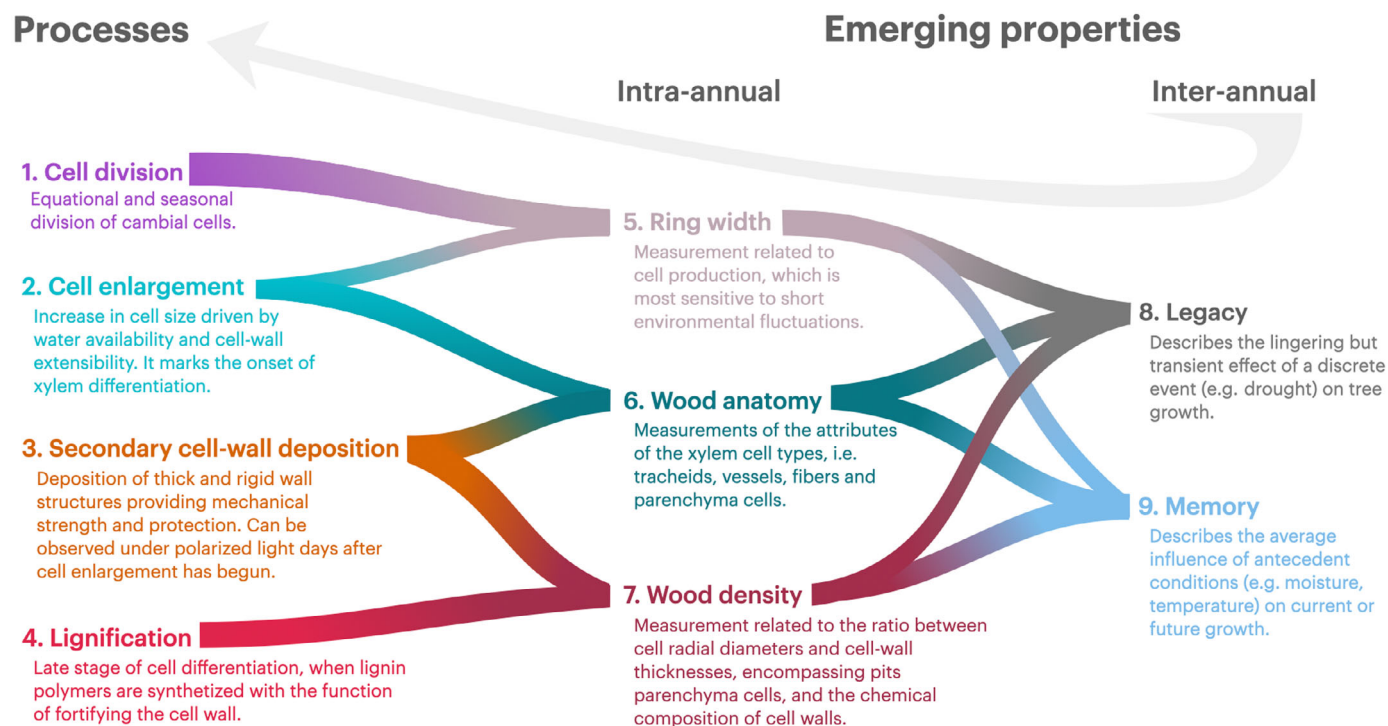 Processes
Emerging properties
Intra-annual
Inter-annual
1. Cell division
Equational and seasonal
division of cambial cells.
2. Cell enlargement
Increase in cell size driven by
water availability and cell-wall
extensibility. It marks the onset of
xylem differentiation.
3. Secondary cell-wall deposition
Deposition of thick and rigid wall
structures providing mechanical
strength and protection. Can be
observed under polarized light days after
cell enlargement has begun.
4. Lignification
Late stage of cell differentiation, when lignin
polymers are synthetized with the function
of fortifying the cell wall.
5. Ring width
Measurement related to
cell production, which is
most sensitive to short
environmental fluctuations.
6. Wood anatomy
Measurements of the attributes
of the xylem cell types, i.e.
tracheids, vessels, fibers and
parenchyma cells.
7. Wood density
Measurement related to the ratio between
cell radial diameters and cell-wall
thicknesses, encompassing pits
parenchyma cells, and the chemical
composition of cell walls.
8. Legacy
Describes the lingering but
transient effect of a discrete
event (e.g. drought) on tree
growth.
9. Memory
Describes the average
influence of antecedent
conditions (e.g. moisture,
temperature) on current or
future growth.